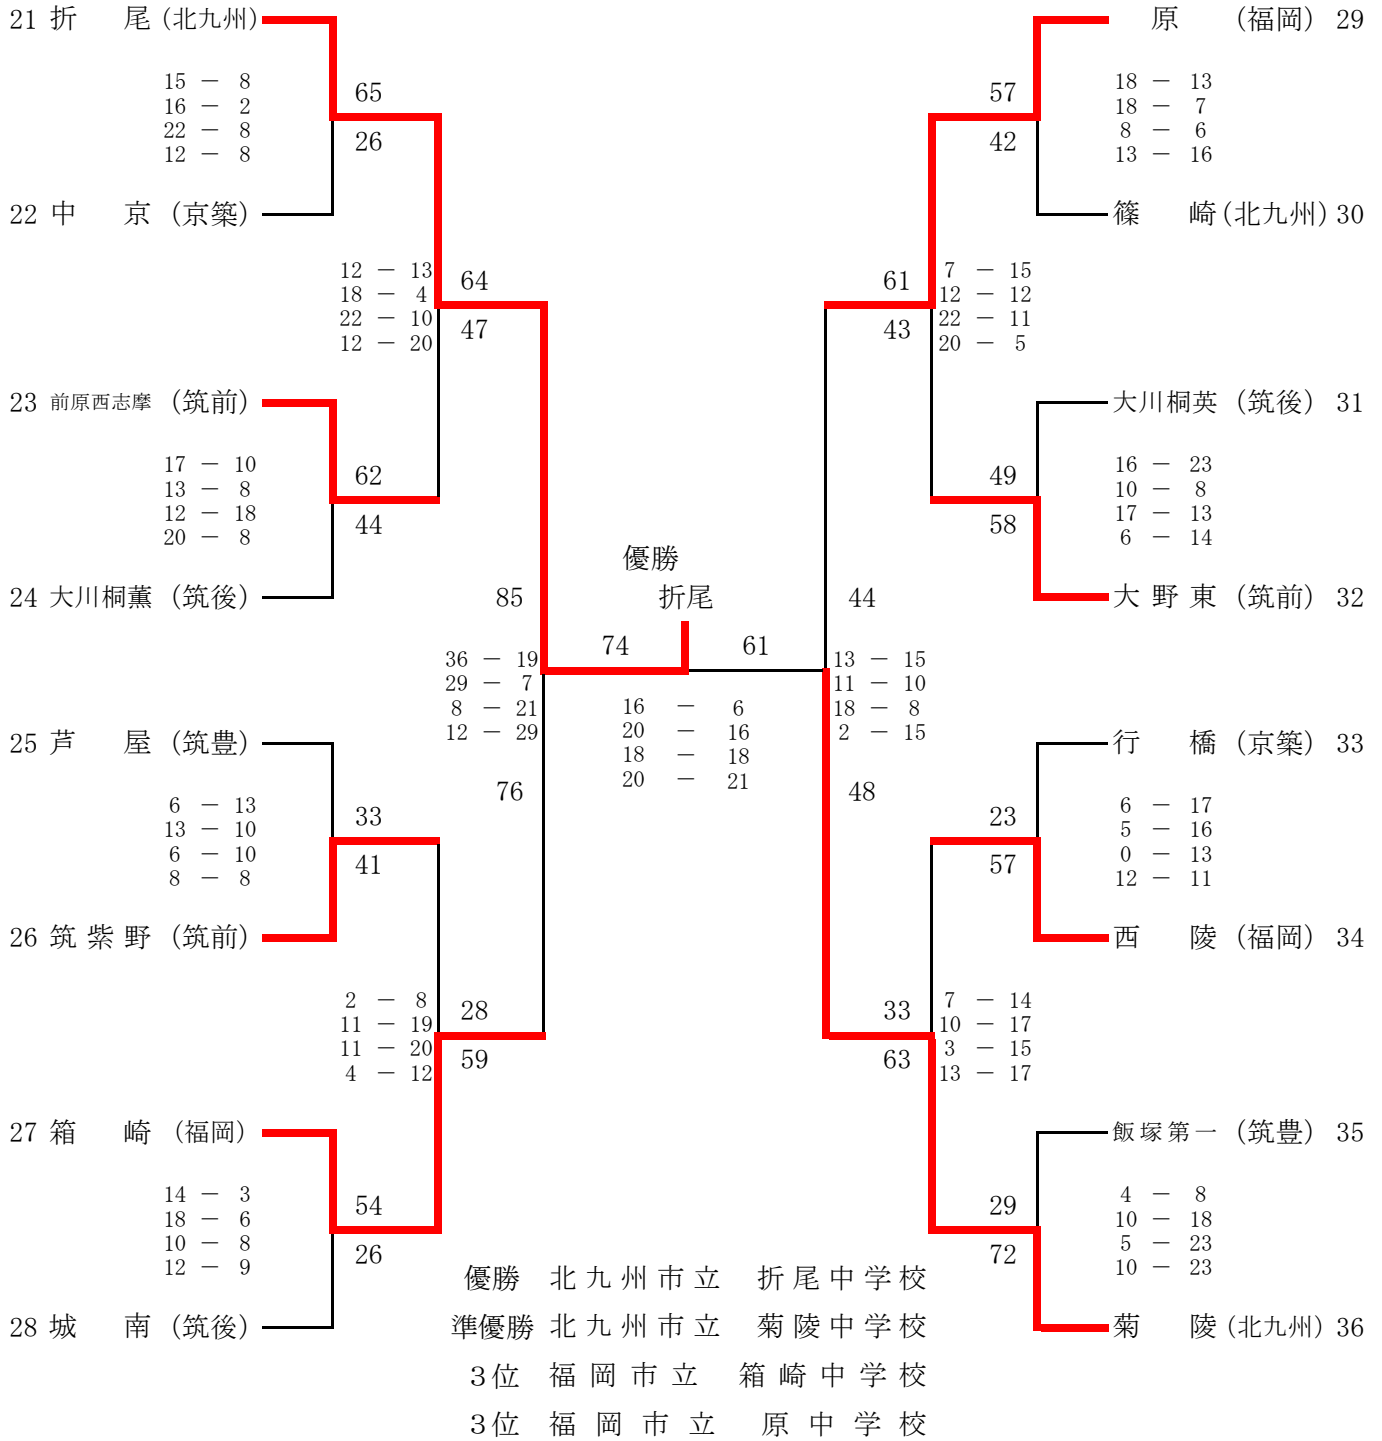 21 折 尾 (北九州)
15 － 8
16 － 2
22 － 8
12 － 8
65
26
22 中 京 (京築)
12 － 13
18 － 4
22 － 10
12 － 20
64
47
23 前原西志摩 (筑前)
17 － 10
13 － 8
12 － 18
20 － 8
62
44
24 大川桐薫 (筑後)
85
36 － 19
29 － 7
8 － 21
12 － 29
76
25 芦 屋 (筑豊)
6 － 13
13 － 10
6 － 10
8 － 8
33
41
26 筑紫野 (筑前)
2 － 8
11 － 19
11 － 20
4 － 12
28
59
27 箱 崎 (福岡)
14 － 3
18 － 6
10 － 8
12 － 9
54
26
28 城 南 (筑後)
優勝
折尾
74 61
16 － 6
20 － 16
18 － 18
20 － 21
原 (福岡) 29
57
42
18 － 13
18 － 7
8 － 6
13 － 16
篠 崎 (北九州) 30
61
43
7 － 15
12 － 12
22 － 11
20 － 5
大川桐英 (筑後) 31
49
58
16 － 23
10 － 8
17 － 13
6 － 14
大野東 (筑前) 32
44
13 － 15
11 － 10
18 － 8
2 － 15
48
行 橋 (京築) 33
23
57
6 － 17
5 － 16
0 － 13
12 － 11
西 陵 (福岡) 34
33
63
7 － 14
10 － 17
3 － 15
13 － 17
飯塚第一 (筑豊) 35
29
72
4 － 8
10 － 18
5 － 23
10 － 23
菊 陵 (北九州) 36
優勝 北九州市立 折尾中学校
準優勝 北九州市立 菊陵中学校
３位 福岡市立 箱崎中学校
３位 福岡市立 原中学校